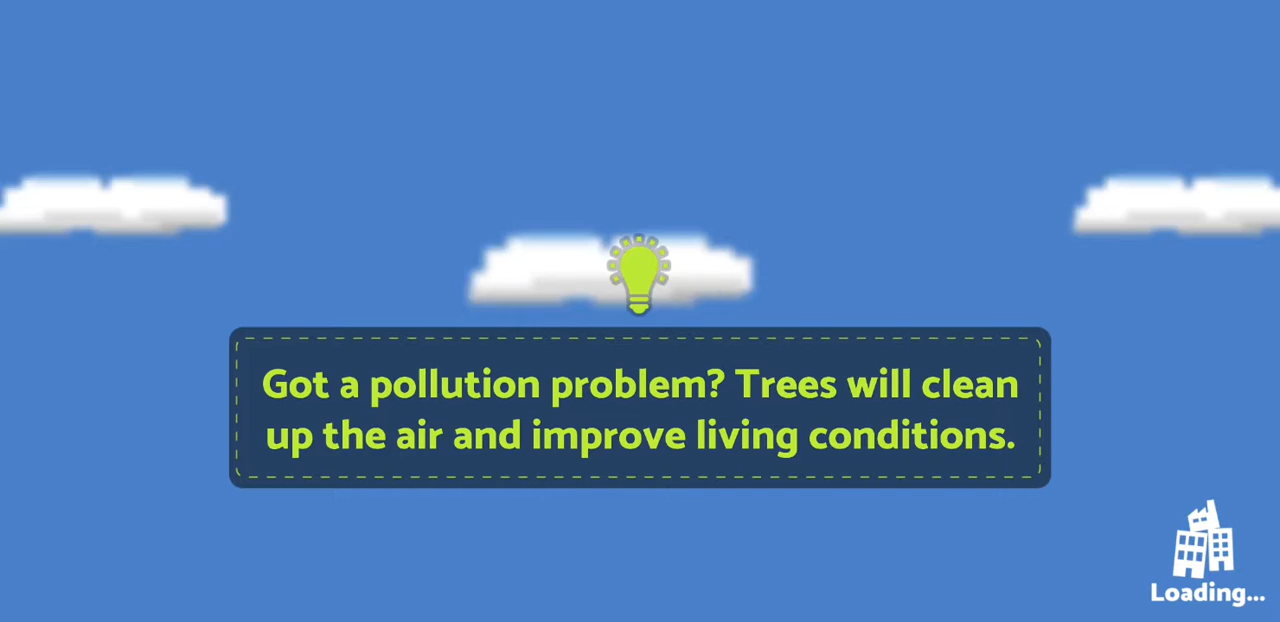 Got a pollution problem? Trees will clean
up the air and improve living conditions.
Loading...